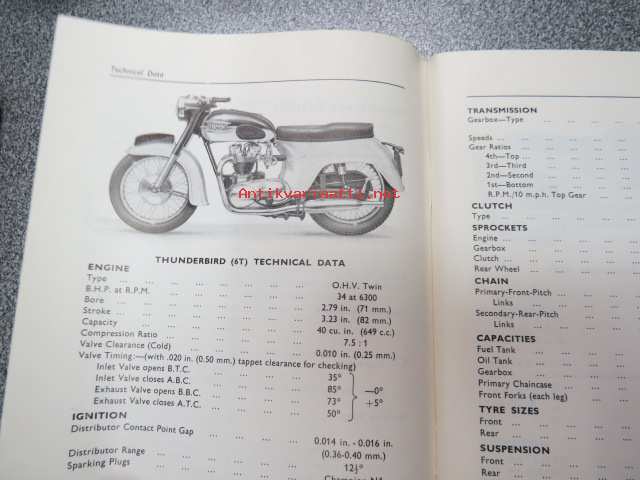 Technical Data
Antikvariaatti.net
THUNDERBIRD (6T) TECHNICAL DATA
ENGINE
Type ... ... ... ... ... ... O.H.V. Twin
B.H.P. at R.P.M. ... ... ... ... 34 at 6300
Bore ... ... ... ... ... ... 2.79 in. (71 mm.)
Stroke ... ... ... ... ... ... 3.23 in. (82 mm.)
Capacity ... ... ... ... ... 40 cu. in. (649 c.c.)
Compression Ratio ... ... ... ... 7.5 : 1
Valve Clearance (Cold) ... ... ... 0.010 in. (0.25 mm.)
Valve Timing:—(with .020 in. (0.50 mm.) tappet clearance for checking)
Inlet Valve opens B.T.C. ... ... ... 35°
Inlet Valve closes A.B.C. ... ... ... 85° —0°
Exhaust Valve opens B.B.C. ... ... ... 73° +5°
Exhaust Valve closes A.T.C. ... ... ... 50°
IGNITION
Distributor Contact Point Gap ... ... ... 0.014 in. - 0.016 in.
(0.36-0.40 mm.)
Distributor Range ... ... ... ... 12½°
Sparking Plugs ... ... ... ...
TRANSMISSION
Gearbox—Type ... ... ...
Speeds ... ... ... ...
Gear Ratios ... ... ...
4th—Top ... ... ...
3rd—Third ... ...
2nd—Second ... ...
1st—Bottom ... ...
R.P.M./10 m.p.h. Top Gear ...
CLUTCH
Type ... ... ... ...
SPROCKETS
Engine ... ... ... ...
Gearbox ... ... ...
Clutch ... ... ... ...
Rear Wheel ... ... ...
CHAIN
Primary-Front-Pitch ... ...
Links ... ... ...
Secondary-Rear-Pitch ... ...
Links ... ... ...
CAPACITIES
Fuel Tank ... ... ...
Oil Tank ... ... ...
Gearbox ... ... ...
Primary Chaincase ... ...
Front Forks (each leg) ...
TYRE SIZES
Front ... ... ... ...
Rear ... ... ... ...
SUSPENSION
Front ... ... ... ...
Rear ... ... ... ...